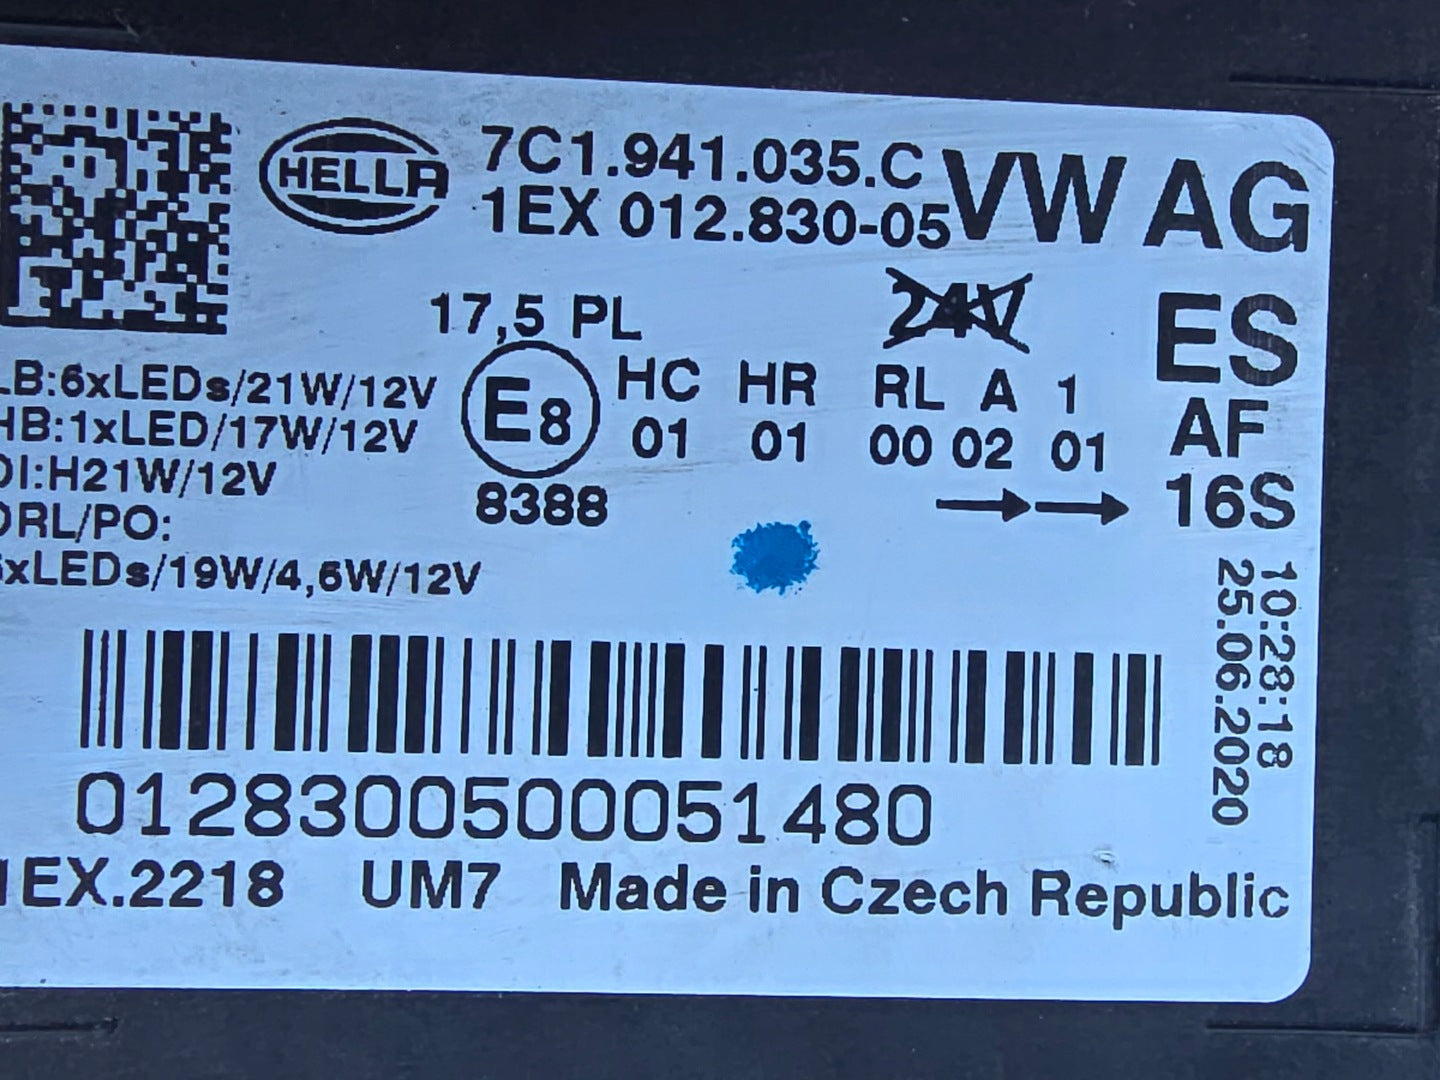 HELLA
7C1.941.035.C
1EX 012.830-05
VW AG
17,5 PL
24V
ES
LB:6xLEDs/21W/12V
HB:1xLED/17W/12V
DI:H21W/12V
DRL/PO:
6xLEDs/19W/4,6W/12V
E8
8388
HC HR RL A 1
01 01 00 02 01
AF
16S
10:28:18
25.06.2020
0128300500051480
1EX.2218 UM7 Made in Czech Republic